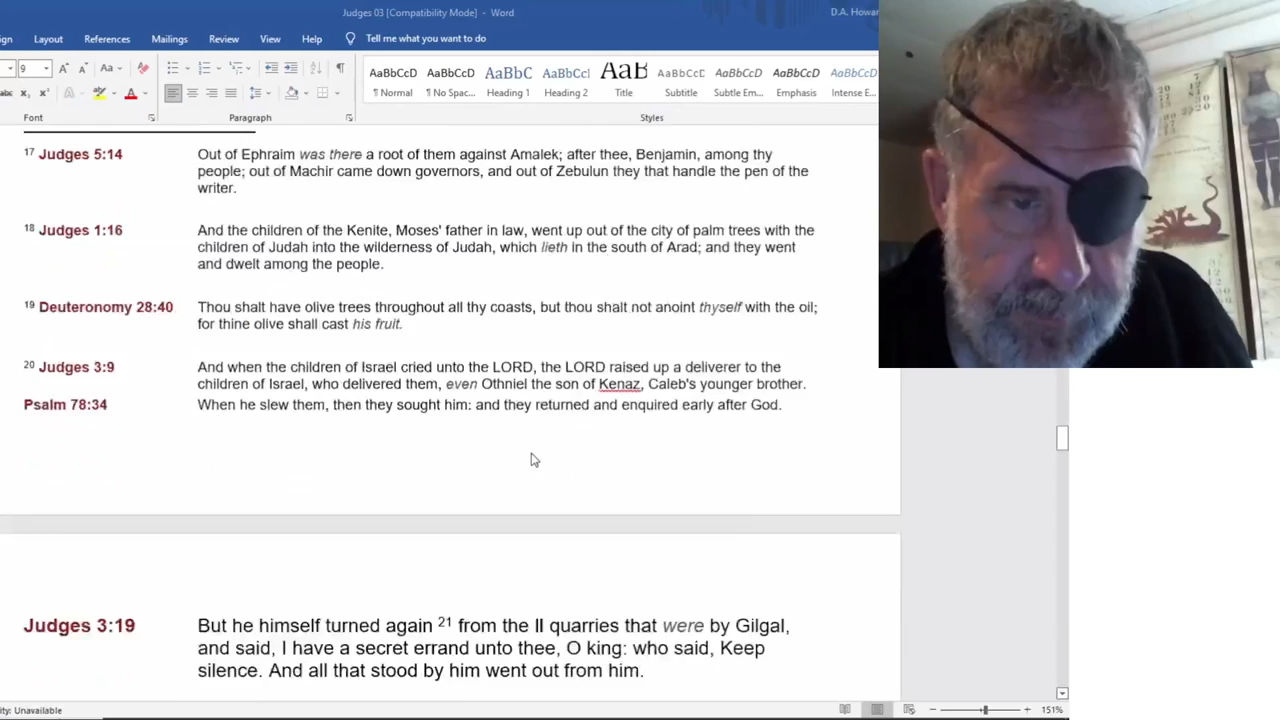 Judges 03 [Compatibility Mode] - Word
D.A. Howar
ign Layout References Mailings Review View Help Tell me what you want to do
9 A A Aa
abc x₂ x² A A
AaBbCcD AaBbCcD AaBbC AaBbCcl AaB AaBbCcD AaBbCcD AaBbCcD AaBbCcD
¶ Normal ¶ No Spac... Heading 1 Heading 2 Title Subtitle Subtle Em... Emphasis Intense E...
Font Paragraph Styles
17 Judges 5:14 Out of Ephraim was there a root of them against Amalek; after thee, Benjamin, among thy
people; out of Machir came down governors, and out of Zebulun they that handle the pen of the
writer.
18 Judges 1:16 And the children of the Kenite, Moses' father in law, went up out of the city of palm trees with the
children of Judah into the wilderness of Judah, which lieth in the south of Arad; and they went
and dwelt among the people.
19 Deuteronomy 28:40 Thou shalt have olive trees throughout all thy coasts, but thou shalt not anoint thyself with the oil;
for thine olive shall cast his fruit.
20 Judges 3:9 And when the children of Israel cried unto the LORD, the LORD raised up a deliverer to the
children of Israel, who delivered them, even Othniel the son of Kenaz, Caleb's younger brother.
Psalm 78:34 When he slew them, then they sought him: and they returned and enquired early after God.
Judges 3:19 But he himself turned again 21 from the II quarries that were by Gilgal,
and said, I have a secret errand unto thee, O king: who said, Keep
silence. And all that stood by him went out from him.
ity: Unavailable
151%